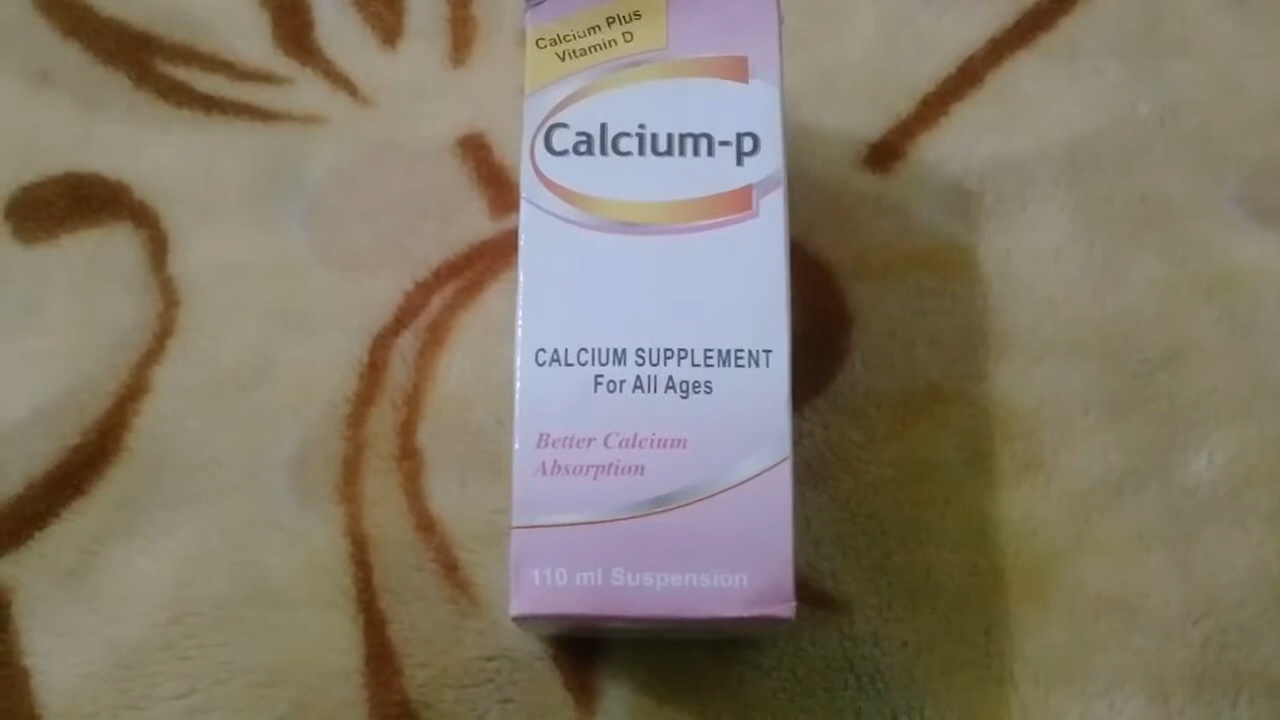 Calcium Plus
Vitamin D
Calcium-p
CALCIUM SUPPLEMENT
For All Ages
Better Calcium
Absorption
110 ml Suspension